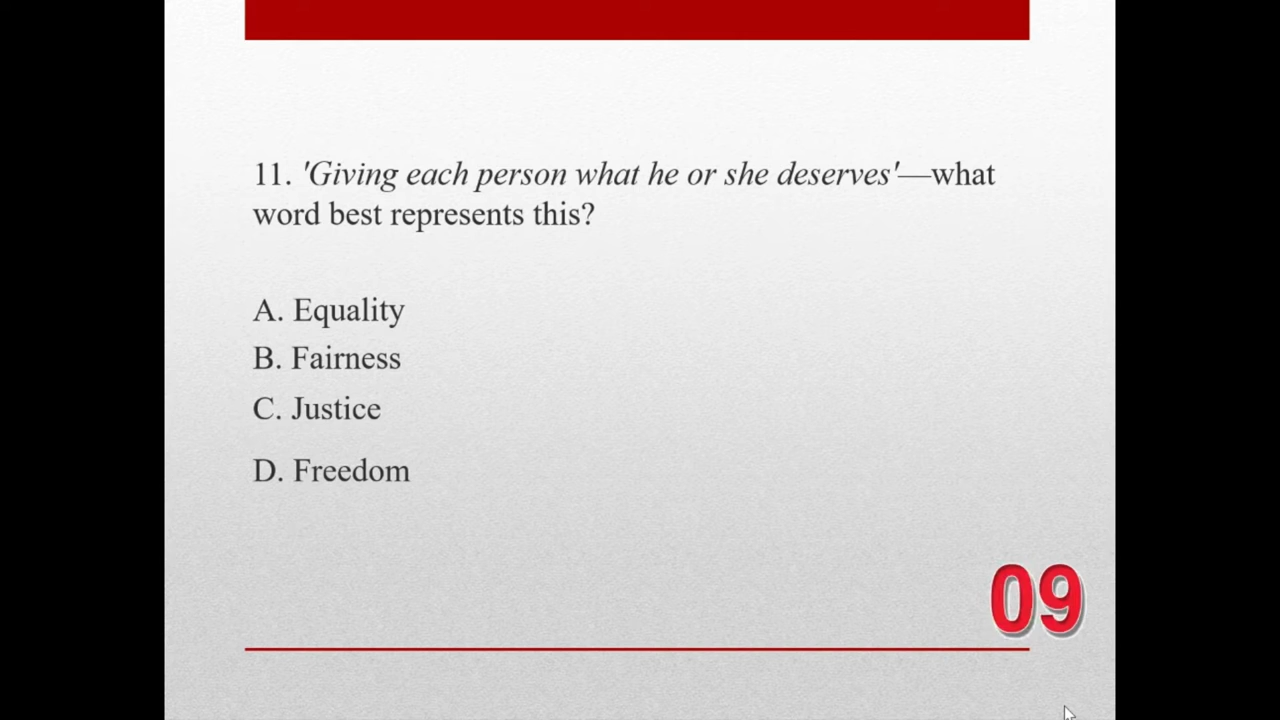 11. 'Giving each person what he or she deserves'—what
word best represents this?
A. Equality
B. Fairness
C. Justice
D. Freedom
09